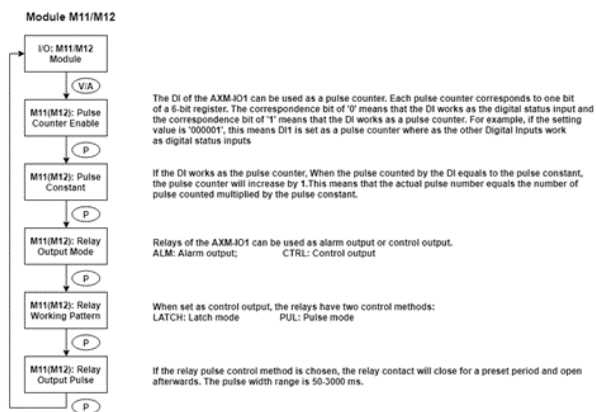 Module M11/M12
I/O: M11/M12
Module
V/A
M11(M12): Pulse
Counter Enable
The DI of the AXM-IO1 can be used as a pulse counter. Each pulse counter corresponds to one bit
of a 6-bit register. The correspondence bit of '0' means that the DI works as the digital status input and
the correspondence bit of '1' means that the DI works as a pulse counter. For example, if the setting
value is '000001', this means DI1 is set as a pulse counter where as the other Digital Inputs work
as digital status inputs
P
M11(M12): Pulse
Constant
If the DI works as the pulse counter, When the pulse counted by the DI equals to the pulse constant,
the pulse counter will increase by 1.This means that the actual pulse number equals the number of
pulse counted multiplied by the pulse constant.
P
M11(M12): Relay
Output Mode
Relays of the AXM-IO1 can be used as alarm output or control output.
ALM: Alarm output; CTRL: Control output
P
M11(M12): Relay
Working Pattern
When set as control output, the relays have two control methods:
LATCH: Latch mode PUL: Pulse mode
P
M11(M12): Relay
Output Pulse
If the relay pulse control method is chosen, the relay contact will close for a preset period and open
afterwards. The pulse width range is 50-3000 ms.
P